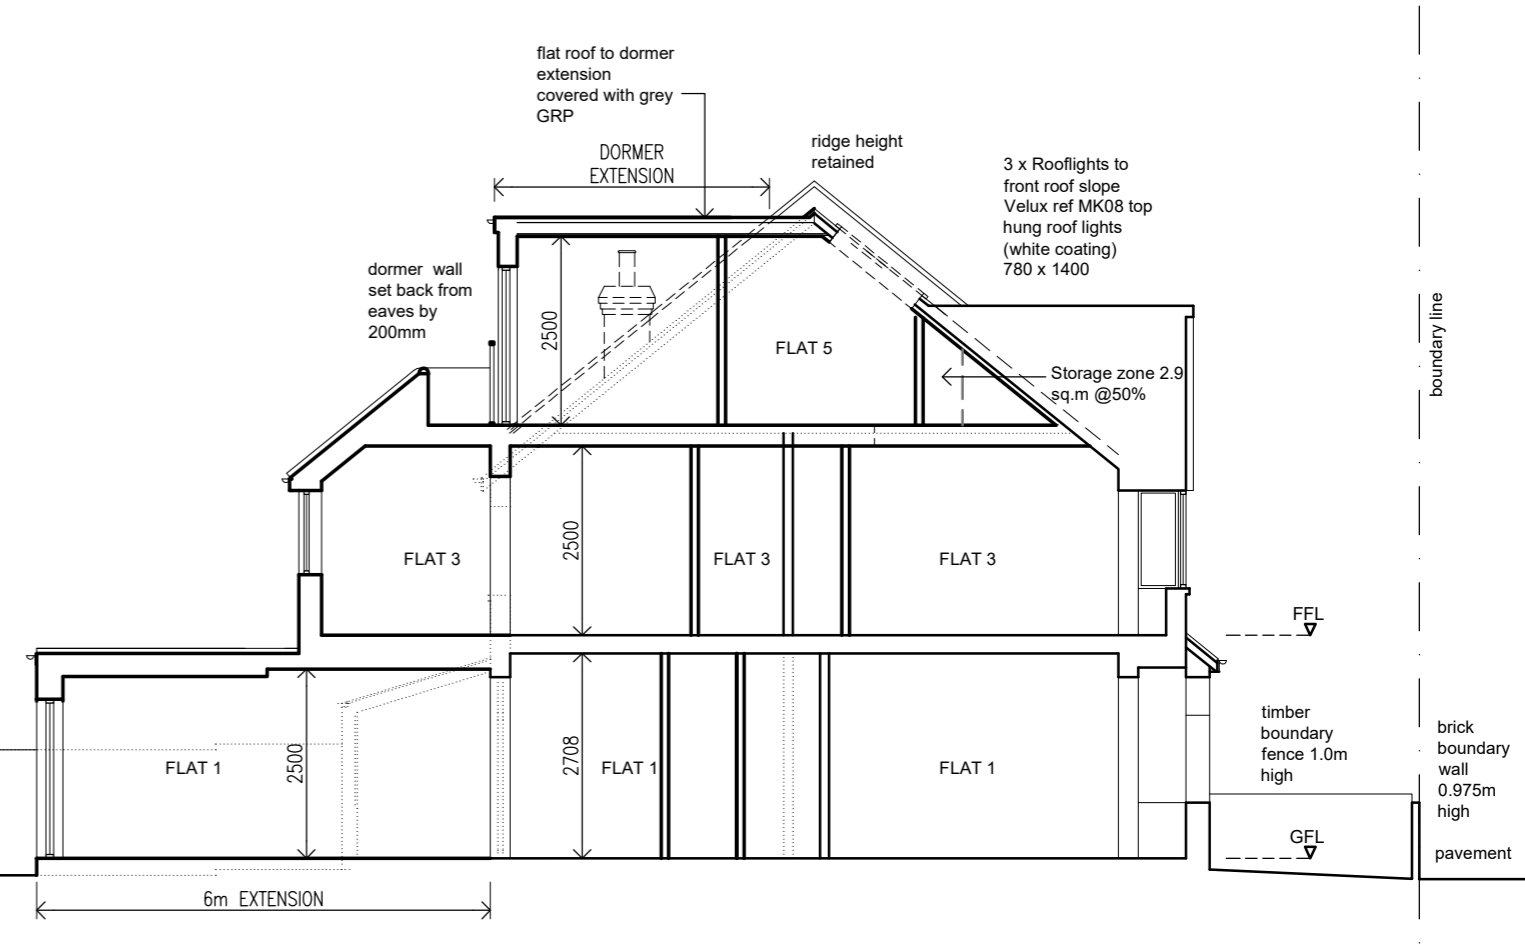 flat roof to dormer
extension
covered with grey
GRP
DORMER
EXTENSION
ridge height
retained
3 x Rooflights to
front roof slope
Velux ref MK08 top
hung roof lights
(white coating)
780 x 1400
dormer wall
set back from
eaves by
200mm
boundary line
2500
FLAT 5
Storage zone 2.9
sq.m @50%
FLAT 3
2500
FLAT 3
FLAT 3
FFL
timber
boundary
fence 1.0m
high
brick
boundary
wall
0.975m
high
FLAT 1
2500
2708
FLAT 1
FLAT 1
GFL
pavement
6m EXTENSION